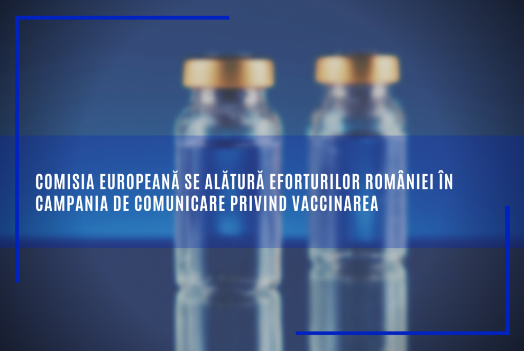 COMISIA EUROPEANĂ SE ALĂTURĂ EFORTURILOR ROMÂNIEI ÎN
CAMPANIA DE COMUNICARE PRIVIND VACCINAREA